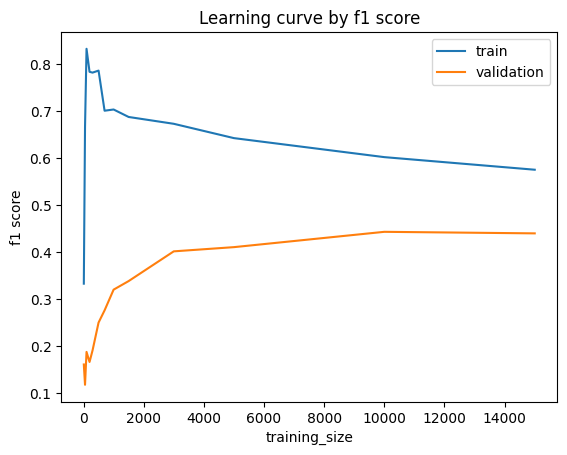 Learning curve by f1 score
train
validation
f1 score
0.8
0.7
0.6
0.5
0.4
0.3
0.2
0.1
0 2000 4000 6000 8000 10000 12000 14000
training_size